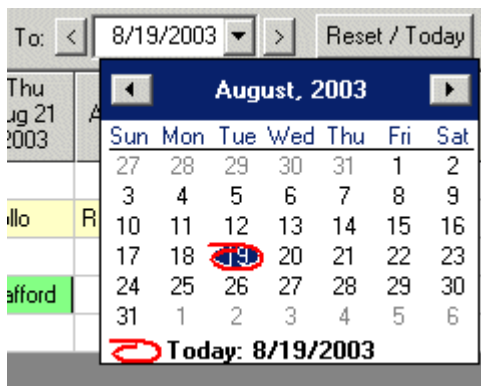 To: < 8/19/2003 > Reset / Today
Thu
ug 21
2003
August, 2003
Sun Mon Tue Wed Thu Fri Sat
27 28 29 30 31 1 2
3 4 5 6 7 8 9
llo R 10 11 12 13 14 15 16
17 18 19 20 21 22 23
afford 24 25 26 27 28 29 30
31 1 2 3 4 5 6
Today: 8/19/2003